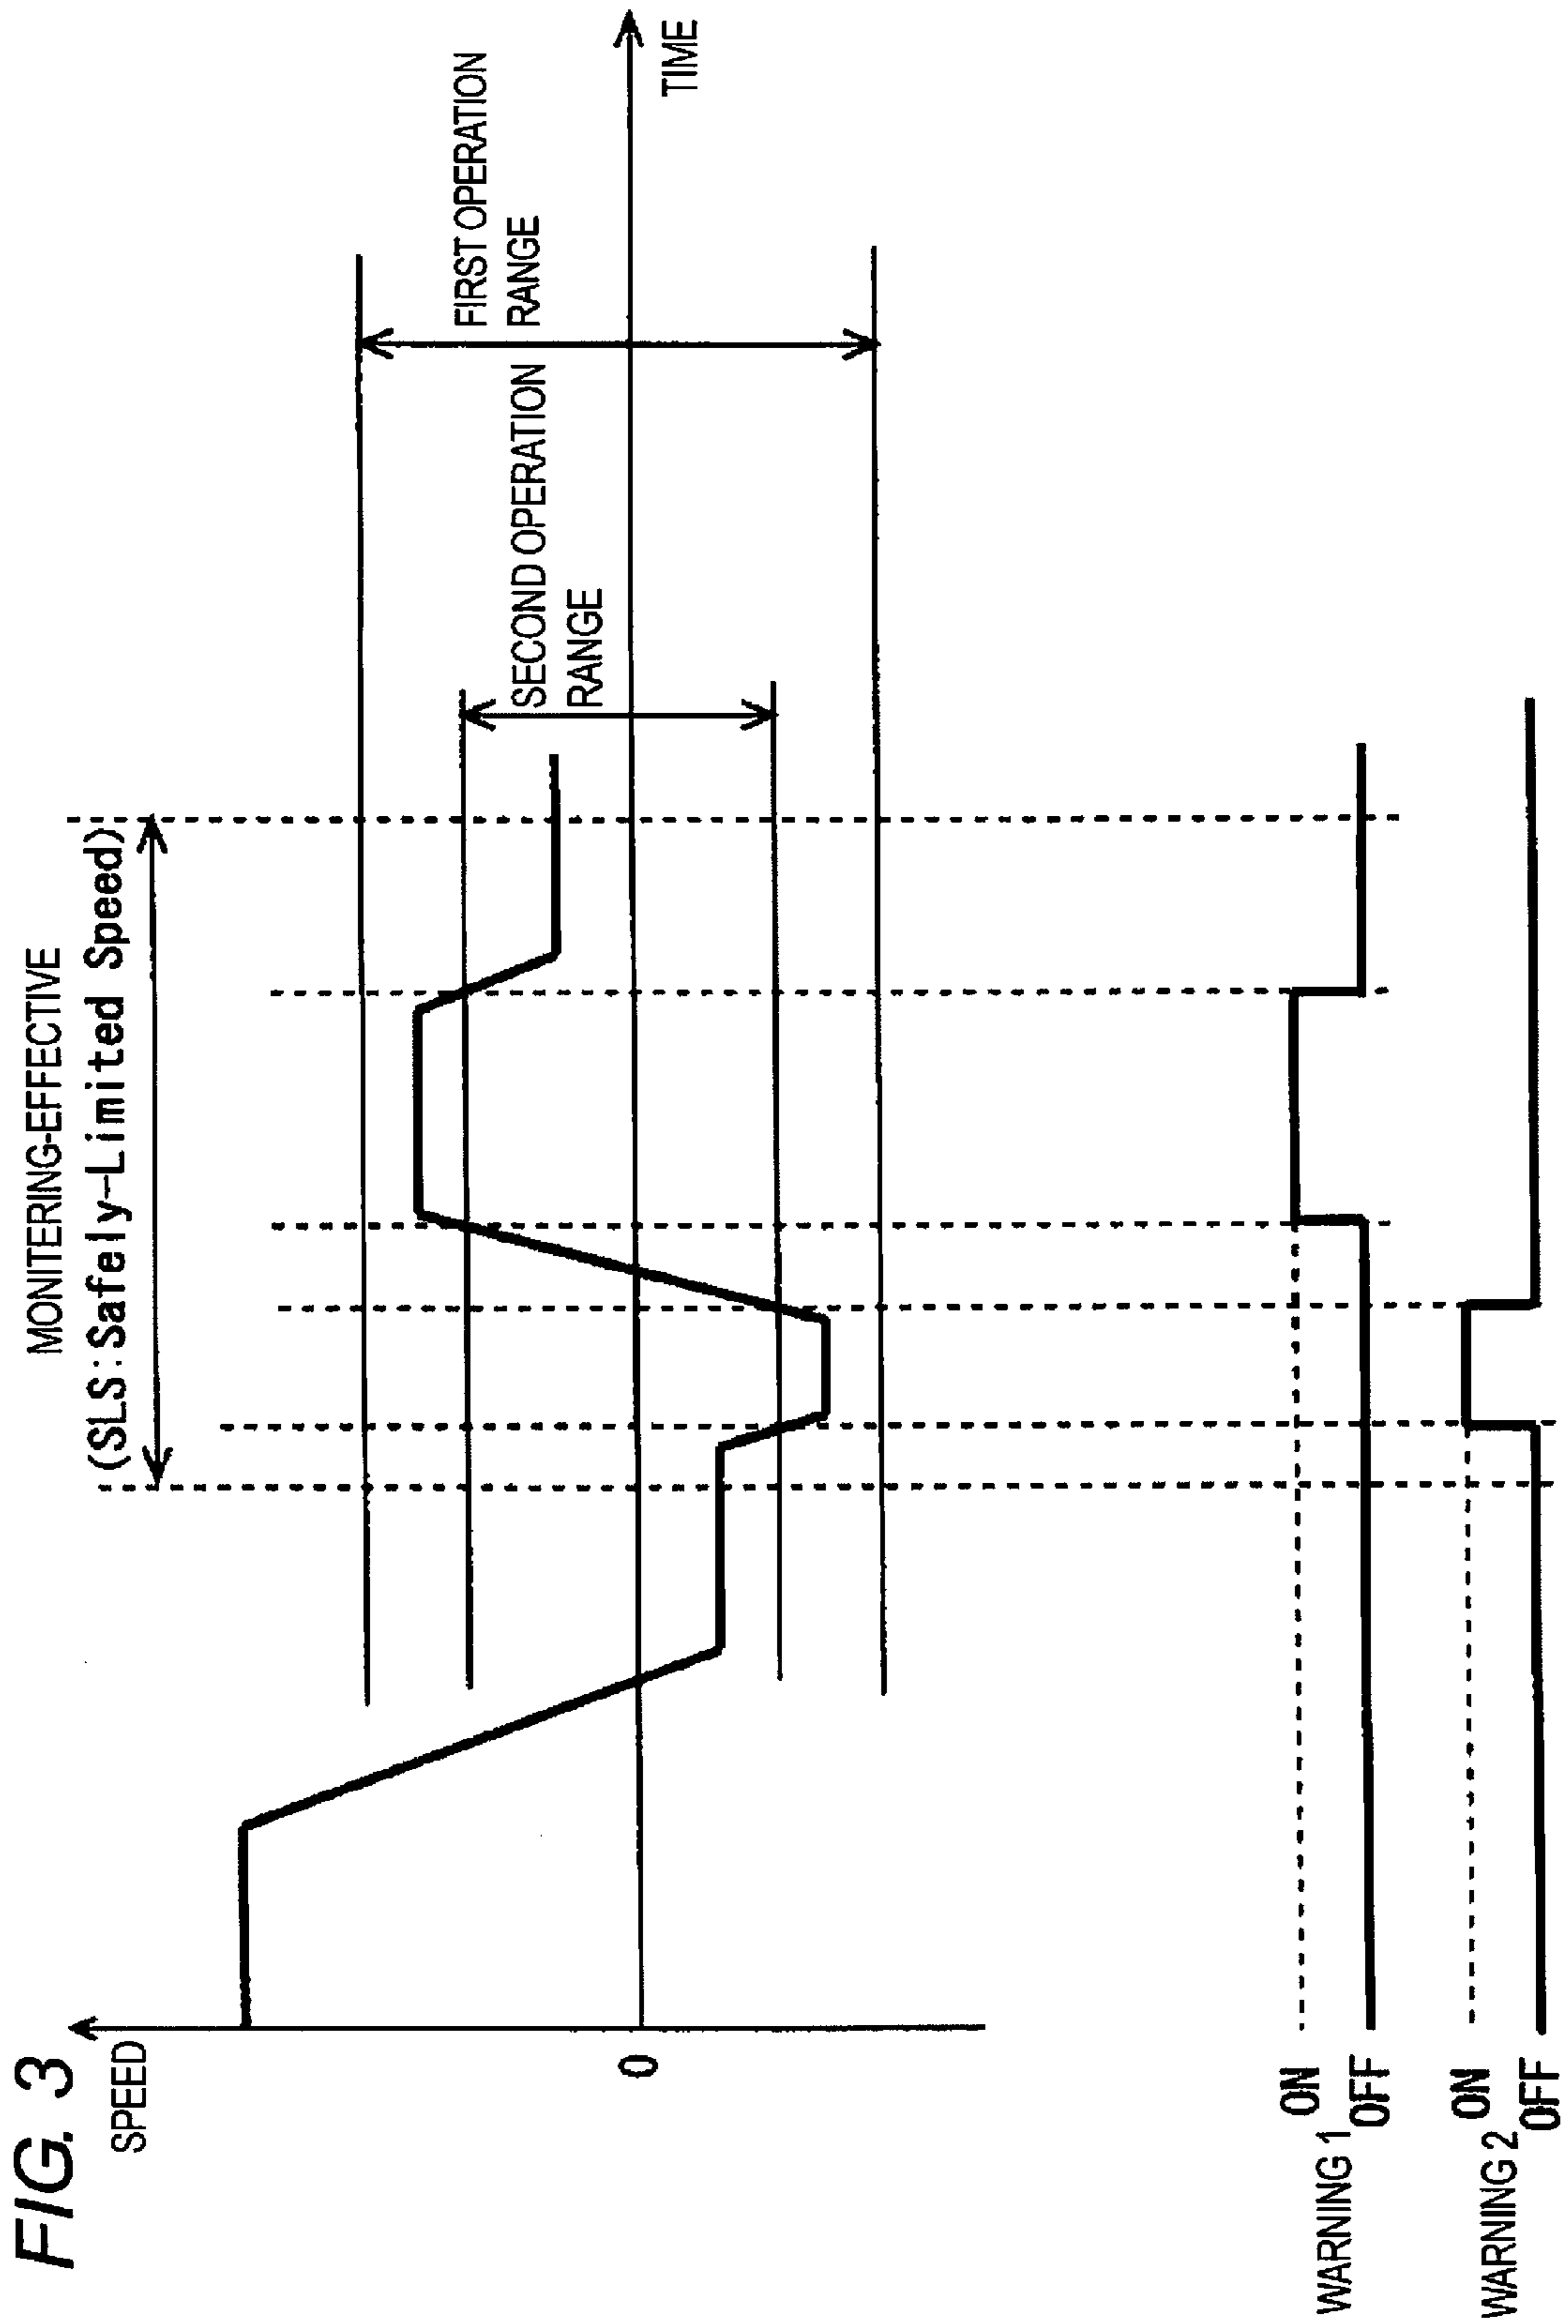 FIG. 3
MONITERING-EFFECTIVE
(SLS:Safely-Limited Speed)
SPEED
FIRST OPERATION
RANGE
SECOND OPERATION
RANGE
0
TIME
ON
WARNING 1
OFF
ON
WARNING 2
OFF